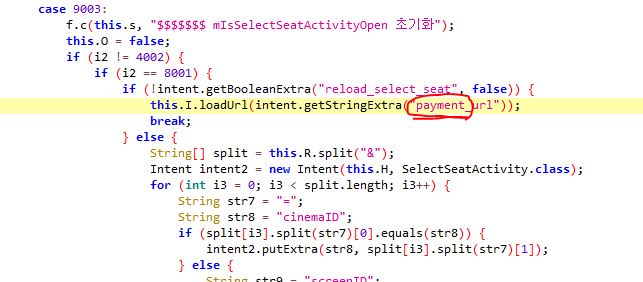 case 9003:
f.c(this.s, "$$$$$$$ mIsSelectSeatActivityOpen 초기화");
this.O = false;
if (i2 != 4002) {
if (i2 == 8001) {
if (!intent.getBooleanExtra("reload_select_seat", false)) {
this.I.loadUrl(intent.getStringExtra("payment_url"));
break;
} else {
String[] split = this.R.split("&");
Intent intent2 = new Intent(this.H, SelectSeatActivity.class);
for (int i3 = 0; i3 < split.length; i3++) {
String str7 = "=";
String str8 = "cinemaID";
if (split[i3].split(str7)[0].equals(str8)) {
intent2.putExtra(str8, split[i3].split(str7)[1]);
} else {
String str9 = "screenID";